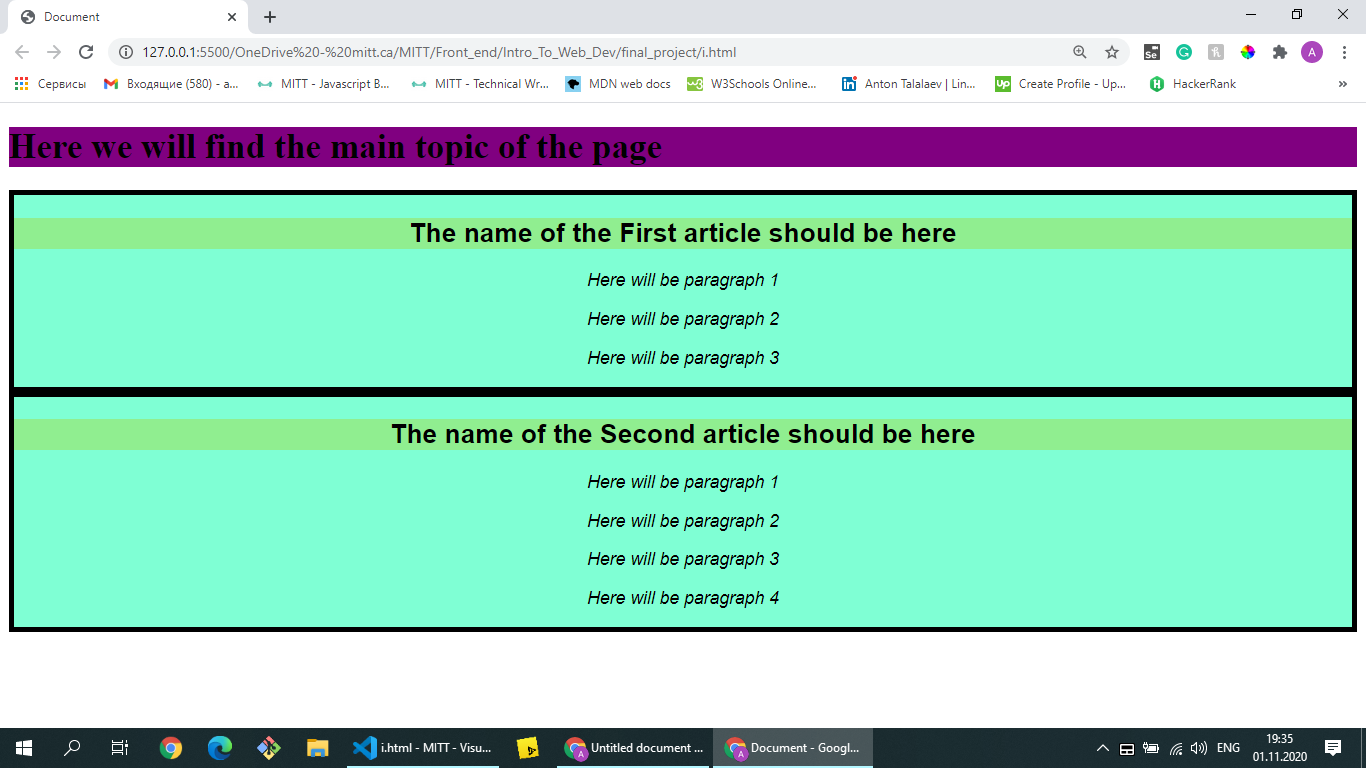 Document
127.0.0.1:5500/OneDrive%20-%20mitt.ca/MITT/Front_end/Intro_To_Web_Dev/final_project/i.html
Se
A
Сервисы
Входящие (580) - a...
MITT - Javascript B...
MITT - Technical Wr...
MDN web docs
W3Schools Online...
Anton Talalaev | Lin...
Create Profile - Up...
HackerRank
»
Here we will find the main topic of the page
The name of the First article should be here
Here will be paragraph 1
Here will be paragraph 2
Here will be paragraph 3
The name of the Second article should be here
Here will be paragraph 1
Here will be paragraph 2
Here will be paragraph 3
Here will be paragraph 4
i.html - MITT - Visu...
Untitled document ...
Document - Googl...
ENG
19:35
01.11.2020